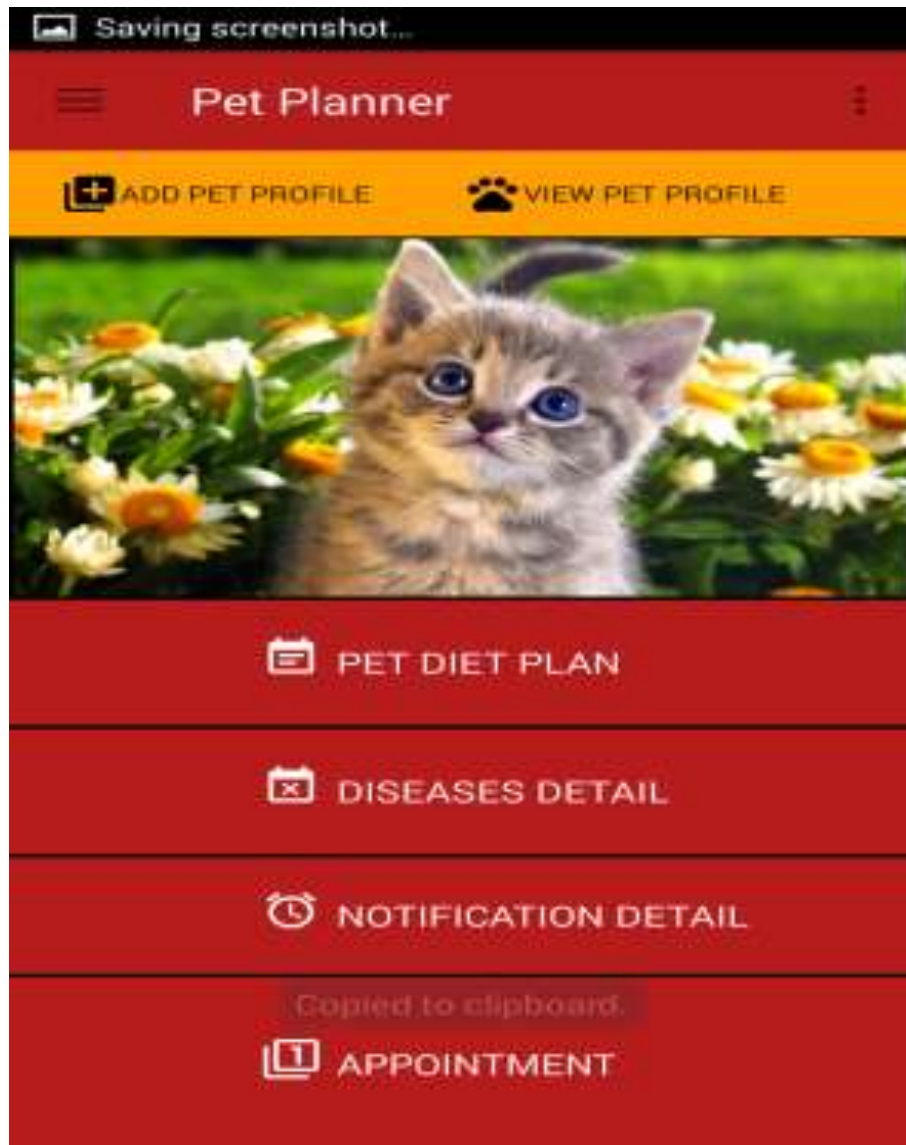 Saving screenshot...
Pet Planner
ADD PET PROFILE
VIEW PET PROFILE
PET DIET PLAN
DISEASES DETAIL
NOTIFICATION DETAIL
Copied to clipboard.
1 APPOINTMENT